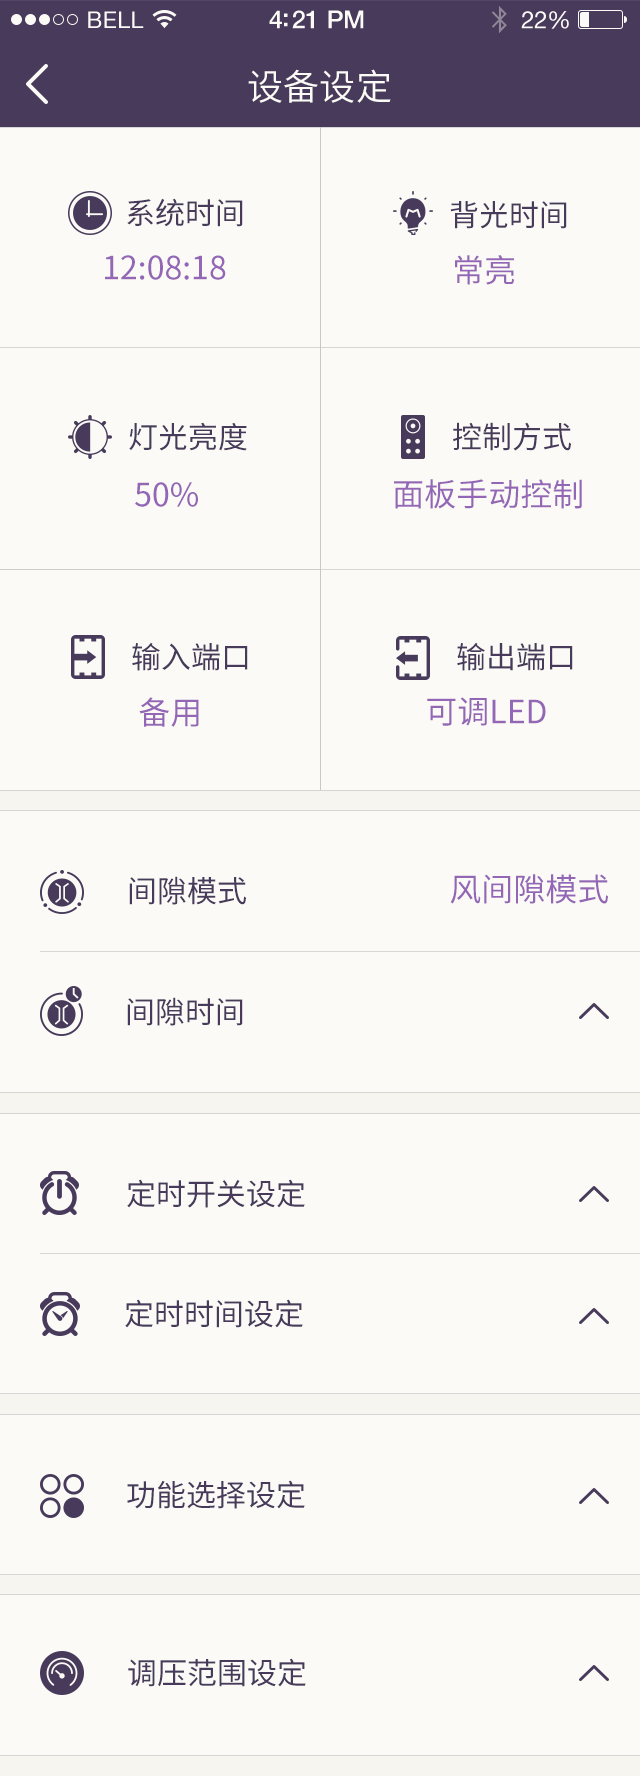 BELL 4:21 PM 22%
设备设定
系统时间 背光时间
12:08:18 常亮
灯光亮度 控制方式
50% 面板手动控制
输入端口 输出端口
备用 可调LED
间隙模式 风间隙模式
间隙时间
定时开关设定
定时时间设定
功能选择设定
调压范围设定